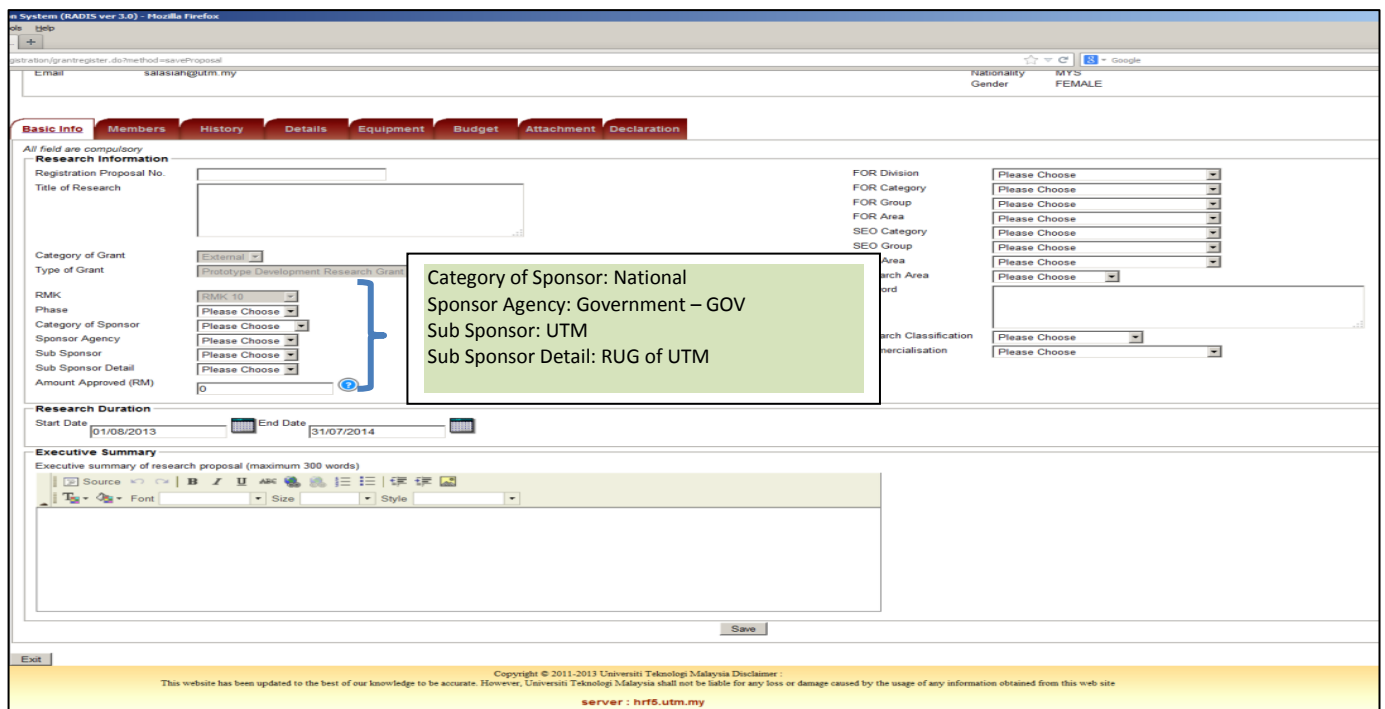 n System (RADIS ver 3.0) - Mozilla Firefox
ols Help
+
gistration/grantregister.do?method=saveProposal
Google
Email salasiah@utm.my
Nationality MYS
Gender FEMALE
Basic Info Members History Details Equipment Budget Attachment Declaration
All field are compulsory
Research Information
Registration Proposal No.
Title of Research
Category of Grant External
Type of Grant Prototype Development Research Grant
RMK RMK 10
Phase Please Choose
Category of Sponsor Please Choose
Sponsor Agency Please Choose
Sub Sponsor Please Choose
Sub Sponsor Detail Please Choose
Amount Approved (RM) 0
?
FOR Division Please Choose
FOR Category Please Choose
FOR Group Please Choose
FOR Area Please Choose
SEO Category Please Choose
SEO Group Please Choose
Area Please Choose
arch Area Please Choose
ord
arch Classification Please Choose
mercialisation Please Choose
Category of Sponsor: National
Sponsor Agency: Government – GOV
Sub Sponsor: UTM
Sub Sponsor Detail: RUG of UTM
Research Duration
Start Date 01/08/2013 End Date 31/07/2014
Executive Summary
Executive summary of research proposal (maximum 300 words)
Source B I U ABC
Font Size Style
Save
Exit
Copyright © 2011-2013 Universiti Teknologi Malaysia Disclaimer :
This website has been updated to the best of our knowledge to be accurate. However, Universiti Teknologi Malaysia shall not be liable for any loss or damage caused by the usage of any information obtained from this web site
server : hrf5.utm.my